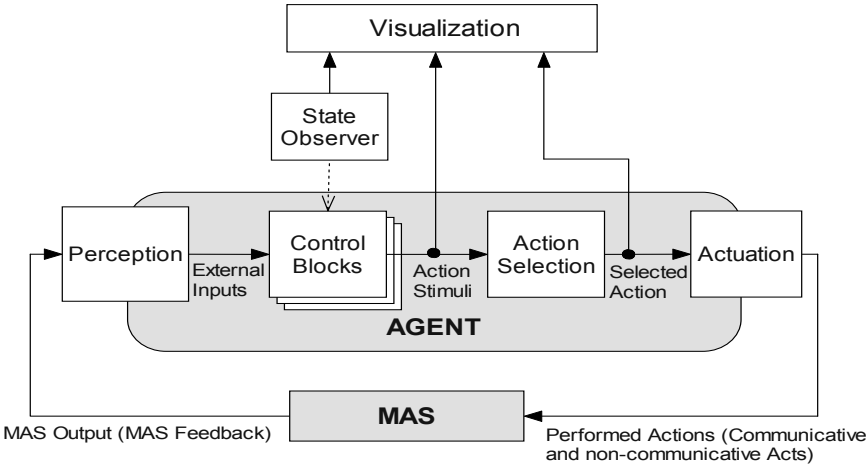 Visualization
State
Observer
Perception
External
Inputs
Control
Blocks
Action
Stimuli
Action
Selection
Selected
Action
Actuation
AGENT
MAS
MAS Output (MAS Feedback)
Performed Actions (Communicative
and non-communicative Acts)